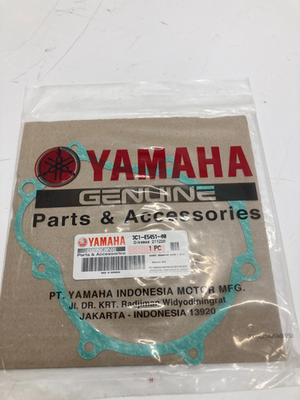 YAMAHA
GENUINE
Parts & Accessories
YAMAHA
3C1-E5451-00
GENUINE
Parts & Accessories
1 PC
PT. YAMAHA INDONESIA MOTOR MFG.
JL. DR. KRT. Radjiman Widyodiningrat
JAKARTA - INDONESIA 13920